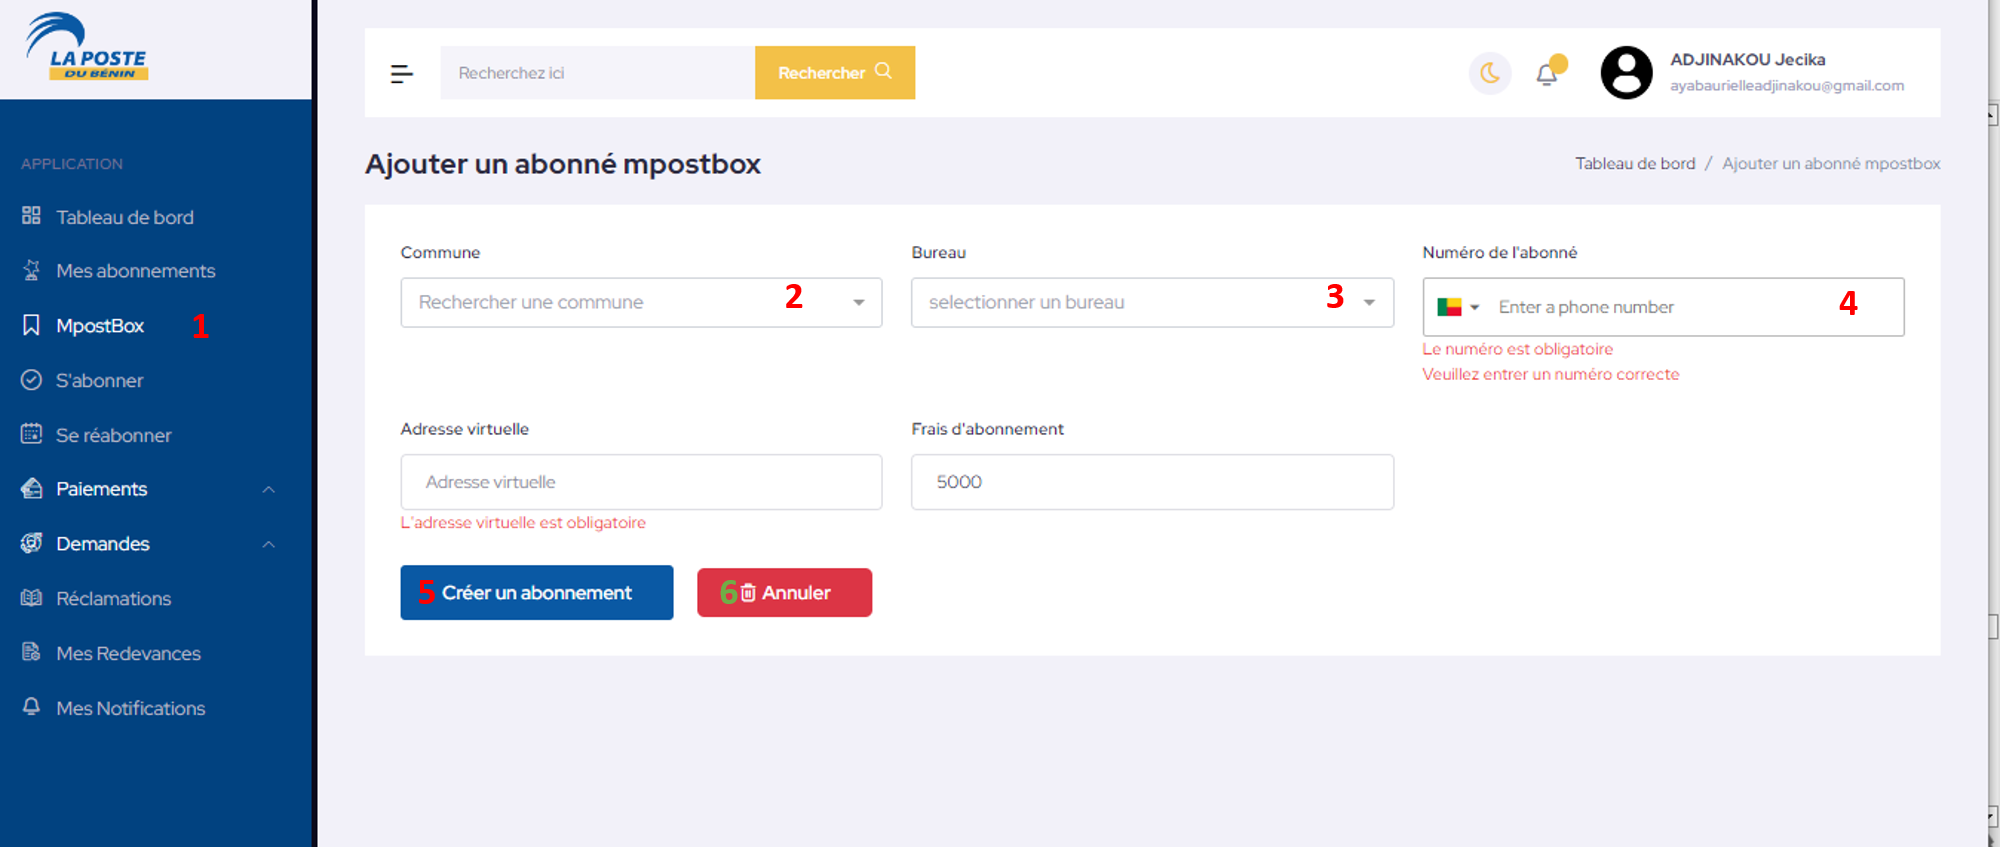 LA POSTE
DU BÉNIN
APPLICATION
Tableau de bord
Mes abonnements
MpostBox 1
S'abonner
Se réabonner
Paiements
Demandes
Réclamations
Mes Redevances
Mes Notifications
Recherchez ici
Rechercher
ADJINAKOU Jecika
ayabaurielleadjinakou@gmail.com
Ajouter un abonné mpostbox
Tableau de bord / Ajouter un abonné mpostbox
Commune
Rechercher une commune 2
Bureau
selectionner un bureau 3
Numéro de l'abonné
Enter a phone number 4
Le numéro est obligatoire
Veuillez entrer un numéro correcte
Adresse virtuelle
Adresse virtuelle
L'adresse virtuelle est obligatoire
Frais d'abonnement
5000
5 Créer un abonnement
6 Annuler